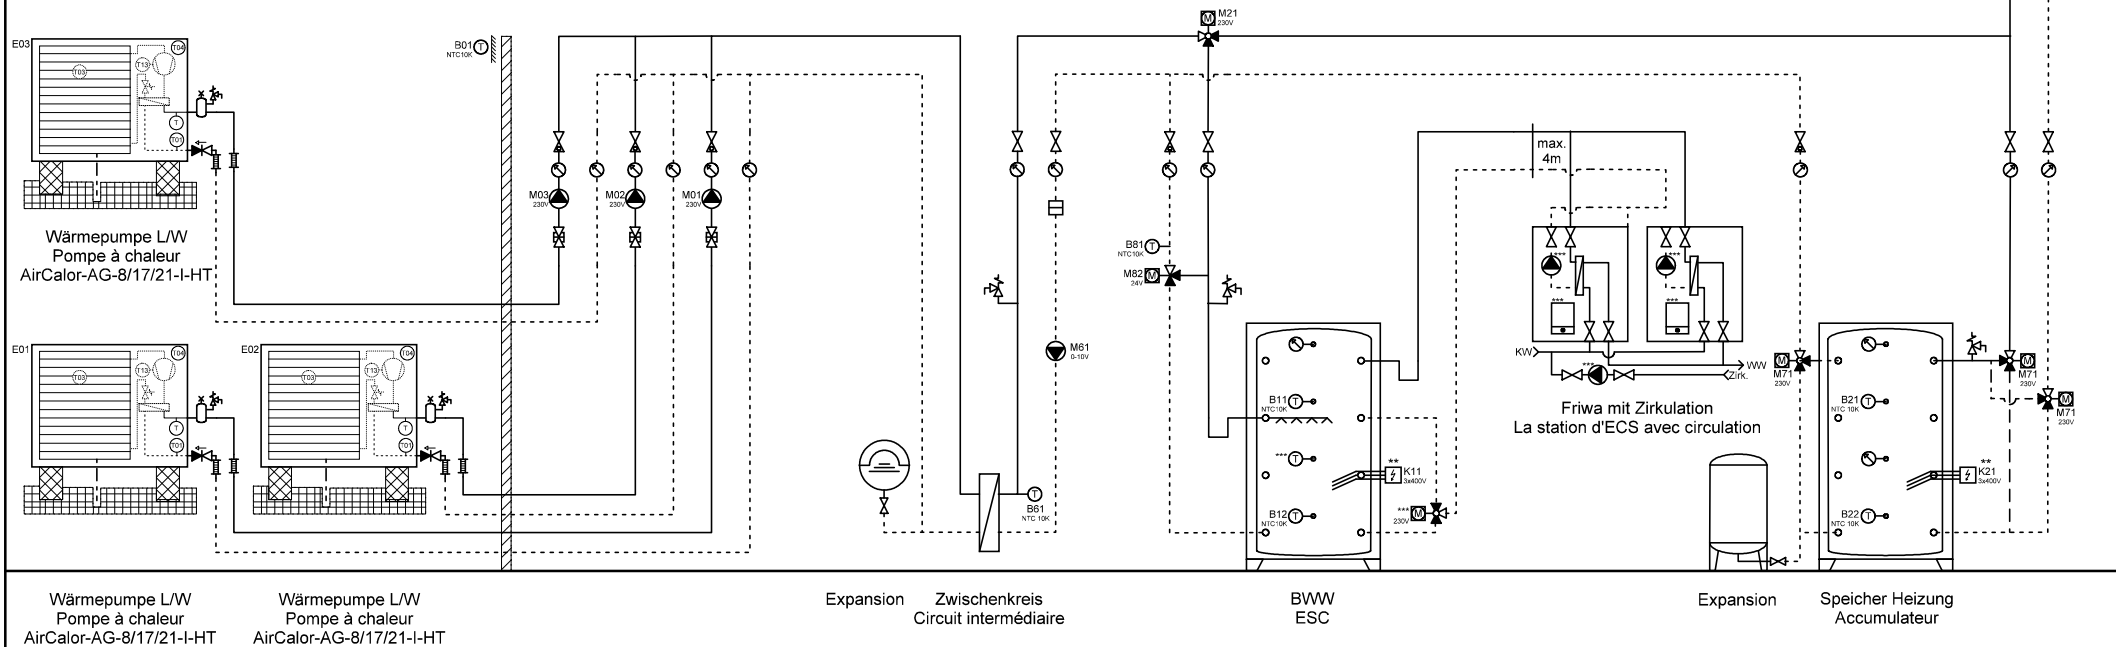 M21
230V
E03
T04
B01
T
NTC10K
T03
T13
T
T01
max.
4m
M03
230V
M02
230V
M01
230V
Wärmepumpe L/W
Pompe à chaleur
AirCalor-AG-8/17/21-I-HT
B81
T
NTC10K
M82
24V
M
***
***
***
***
E01
T04
T03
T13
T
T01
E02
T04
T03
T13
T
T01
M61
0-10V
KW
WW
***
Zirk.
M
M71
230V
M
M71
230V
M
M71
230V
B11
NTC10K
T
B21
NTC 10K
T
Friwa mit Zirkulation
La station d'ECS avec circulation
***
T
**
K11
3x400V
**
K21
3x400V
T
B61
NTC 10K
B12
NTC10K
T
***
230V
M
B22
NTC 10K
T
Wärmepumpe L/W
Pompe à chaleur
AirCalor-AG-8/17/21-I-HT
Wärmepumpe L/W
Pompe à chaleur
AirCalor-AG-8/17/21-I-HT
Expansion
Zwischenkreis
Circuit intermédiaire
BWW
ESC
Expansion
Speicher Heizung
Accumulateur